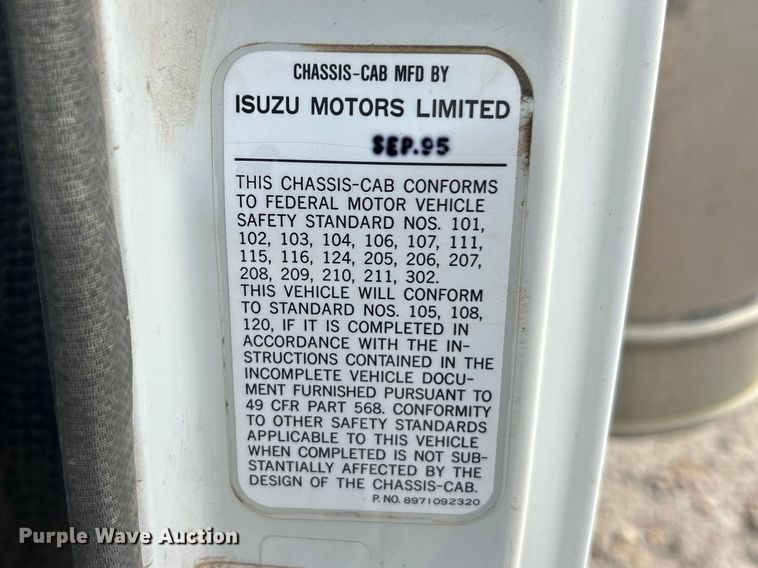 CHASSIS-CAB MFD BY
ISUZU MOTORS LIMITED
SEP.95
THIS CHASSIS-CAB CONFORMS
TO FEDERAL MOTOR VEHICLE
SAFETY STANDARD NOS. 101,
102, 103, 104, 106, 107, 111,
115, 116, 124, 205, 206, 207,
208, 209, 210, 211, 302.
THIS VEHICLE WILL CONFORM
TO STANDARD NOS. 105, 108,
120, IF IT IS COMPLETED IN
ACCORDANCE WITH THE IN-
STRUCTIONS CONTAINED IN THE
INCOMPLETE VEHICLE DOCU-
MENT FURNISHED PURSUANT TO
49 CFR PART 568. CONFORMITY
TO OTHER SAFETY STANDARDS
APPLICABLE TO THIS VEHICLE
WHEN COMPLETED IS NOT SUB-
STANTIALLY AFFECTED BY THE
DESIGN OF THE CHASSIS-CAB.
P.NO. 8971092320
Purple Wave Auction